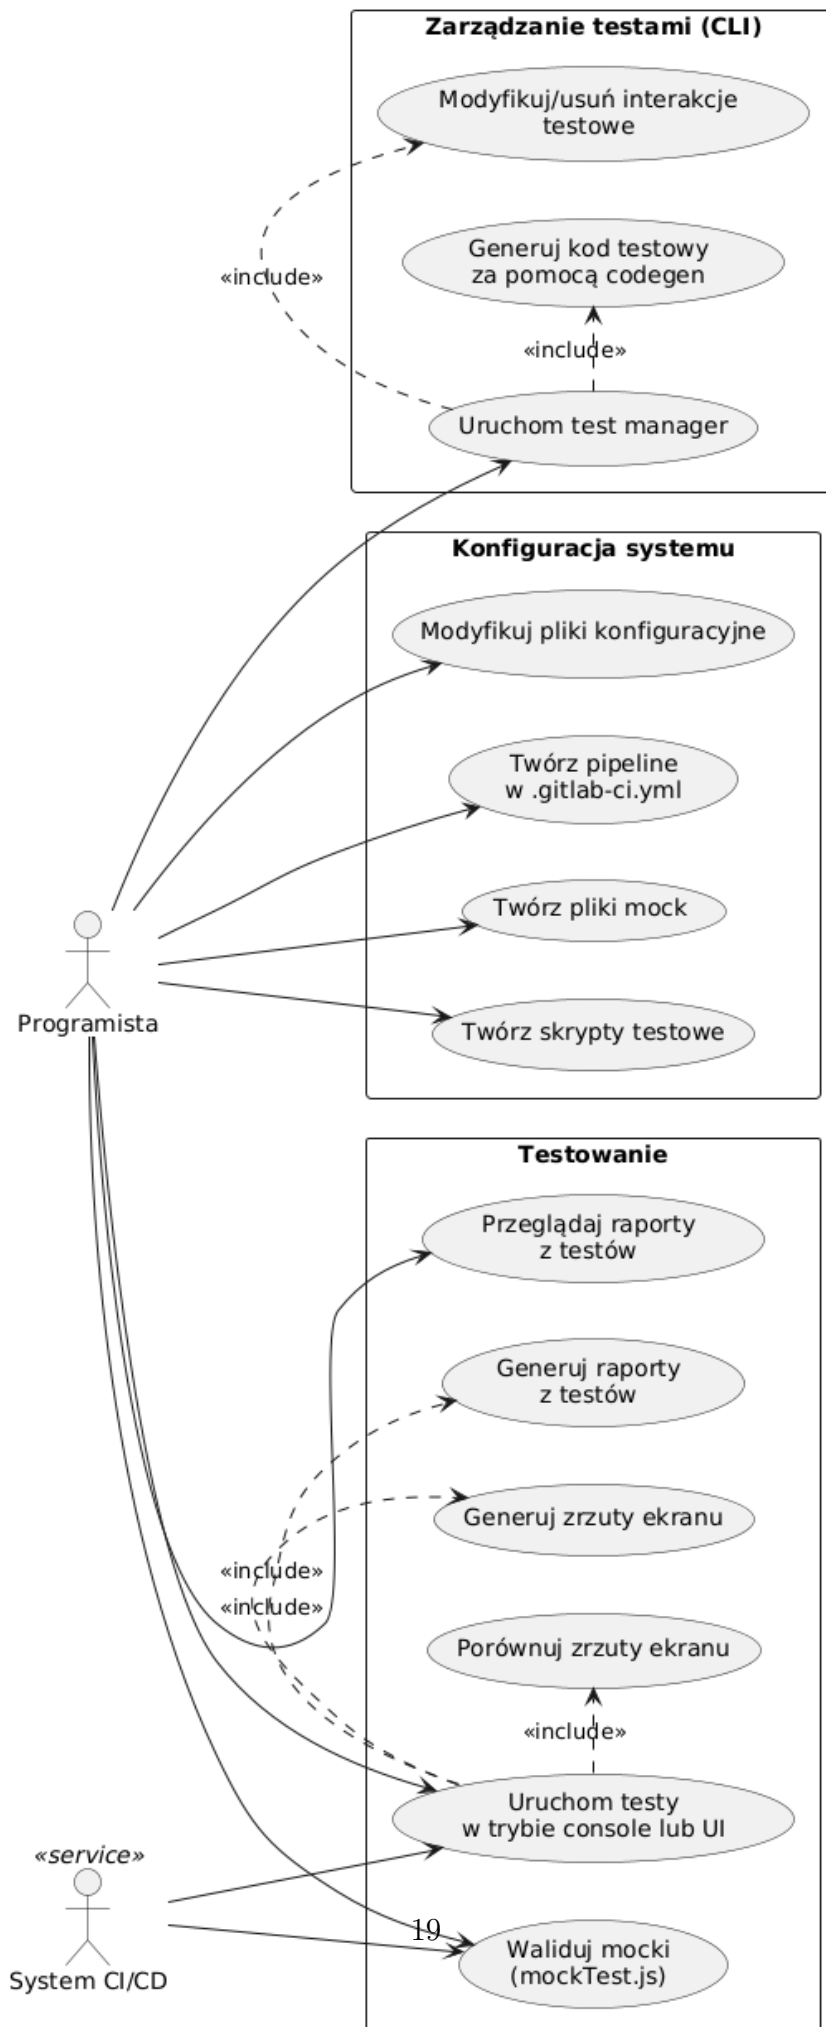 Zarządzanie testami (CLI)
Modyfikuj/usuń interakcje
testowe
Generuj kod testowy
za pomocą codegen
«include»
«include»
Uruchom test manager
Konfiguracja systemu
Modyfikuj pliki konfiguracyjne
Twórz pipeline
w .gitlab-ci.yml
Twórz pliki mock
Twórz skrypty testowe
Programista
Testowanie
Przeglądaj raporty
z testów
Generuj raporty
z testów
Generuj zrzuty ekranu
«include»
«include»
Porównuj zrzuty ekranu
«include»
Uruchom testy
w trybie console lub UI
«service»
System CI/CD
19
Waliduj mocki
(mockTest.js)